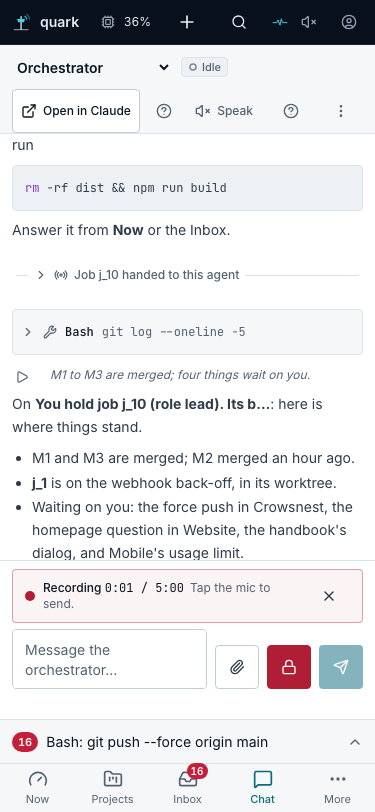 quark 36%
Orchestrator Idle
Open in Claude Speak
run
rm -rf dist && npm run build
Answer it from Now or the Inbox.
Job j_10 handed to this agent
Bash git log --oneline -5
M1 to M3 are merged; four things wait on you.
On You hold job j_10 (role lead). Its b...: here is
where things stand.
M1 and M3 are merged; M2 merged an hour ago.
j_1 is on the webhook back-off, in its worktree.
Waiting on you: the force push in Crowsnest, the
homepage question in Website, the handbook's
dialog, and Mobile's usage limit.
Recording 0:01 / 5:00 Tap the mic to
send.
Message the
orchestrator...
16 Bash: git push --force origin main
16
Now Projects Inbox Chat More